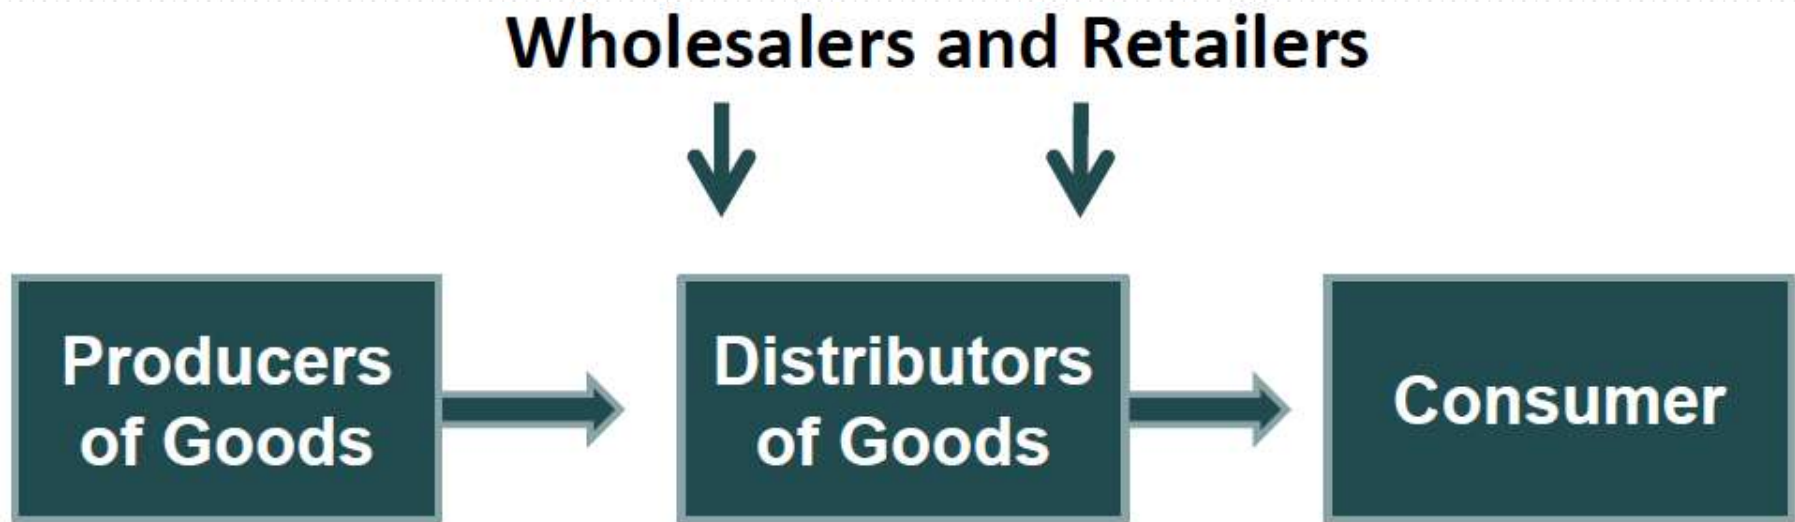 Wholesalers and Retailers
Producers
of Goods
Distributors
of Goods
Consumer